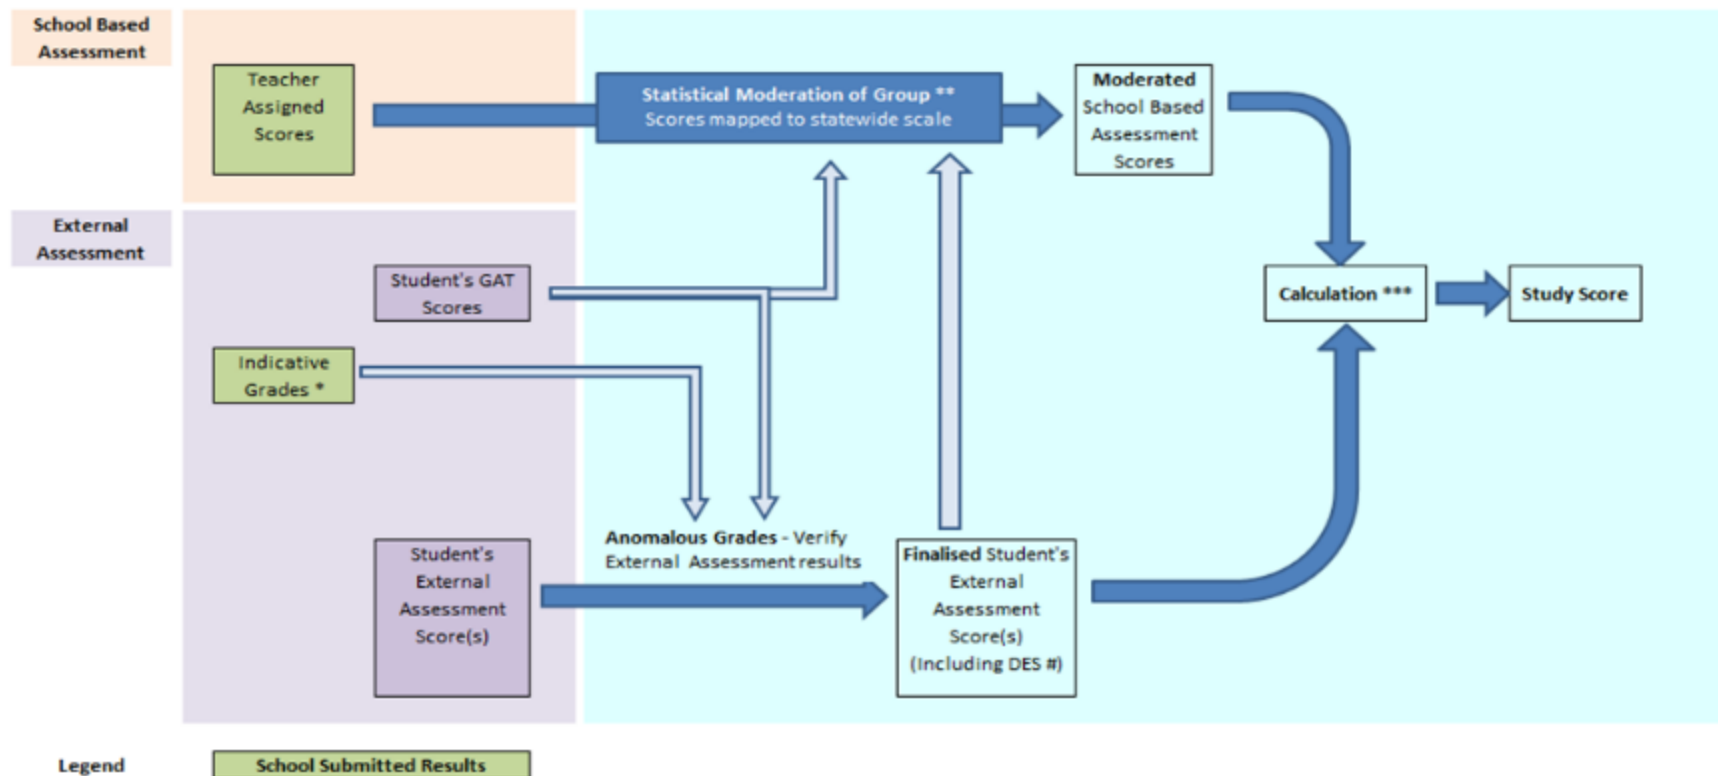 School Based
Assessment
Teacher
Assigned
Scores
Statistical Moderation of Group **
Scores mapped to statewide scale
Moderated
School Based
Assessment
Scores
External
Assessment
Student's GAT
Scores
Indicative
Grades *
Calculation ***
Study Score
Anomalous Grades - Verify
External Assessment results
Student's
External
Assessment
Score(s)
Finalised Student's
External
Assessment
Score(s)
(Including DES #)
Legend
School Submitted Results